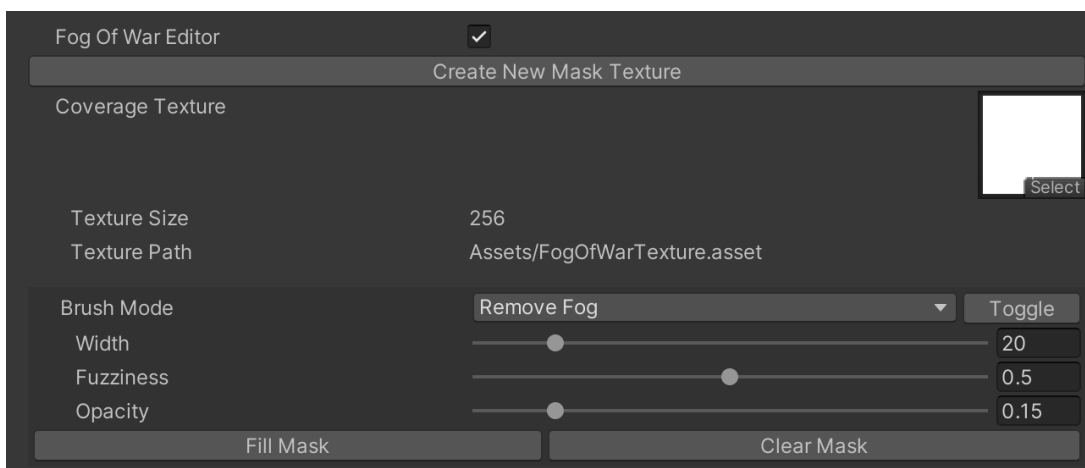 Fog Of War Editor
Create New Mask Texture
Coverage Texture
Select
Texture Size 256
Texture Path Assets/FogOfWarTexture.asset
Brush Mode Remove Fog Toggle
Width 20
Fuzziness 0.5
Opacity 0.15
Fill Mask Clear Mask